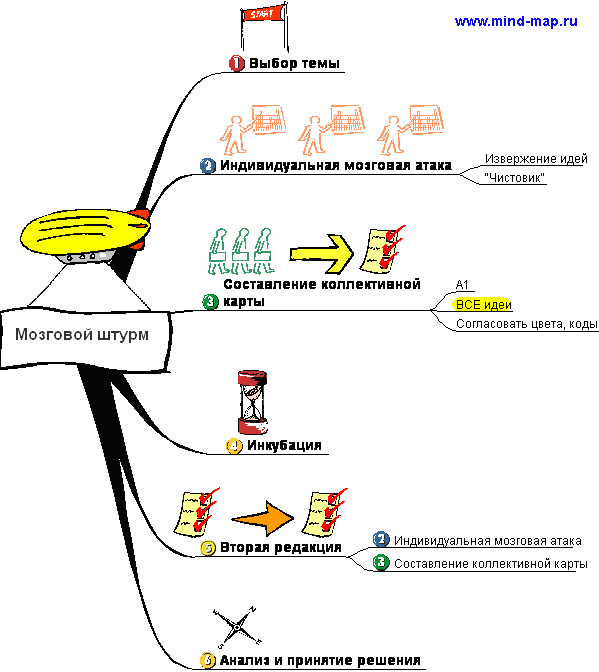 www.mind-map.ru
START
1 Выбор темы
2 Индивидуальная мозговая атака
Извержение идей
"Чистовик"
Составление коллективной
3 карты
А1
ВСЕ идеи
Согласовать цвета, коды
Мозговой штурм
4 Инкубация
5 Вторая редакция
2 Индивидуальная мозговая атака
3 Составление коллективной карты
N
W
E
S
6 Анализ и принятие решения